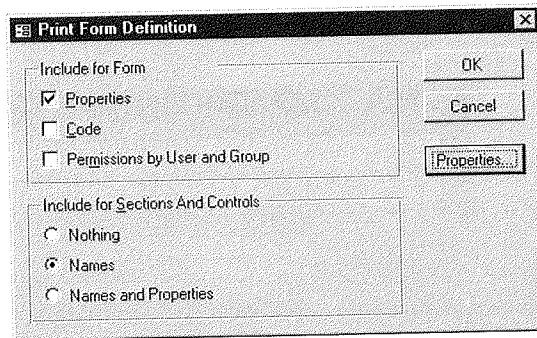 Print Form Definition
Include for Form
Properties
Code
Permissions by User and Group
OK
Cancel
Properties...
Include for Sections And Controls
Nothing
Names
Names and Properties